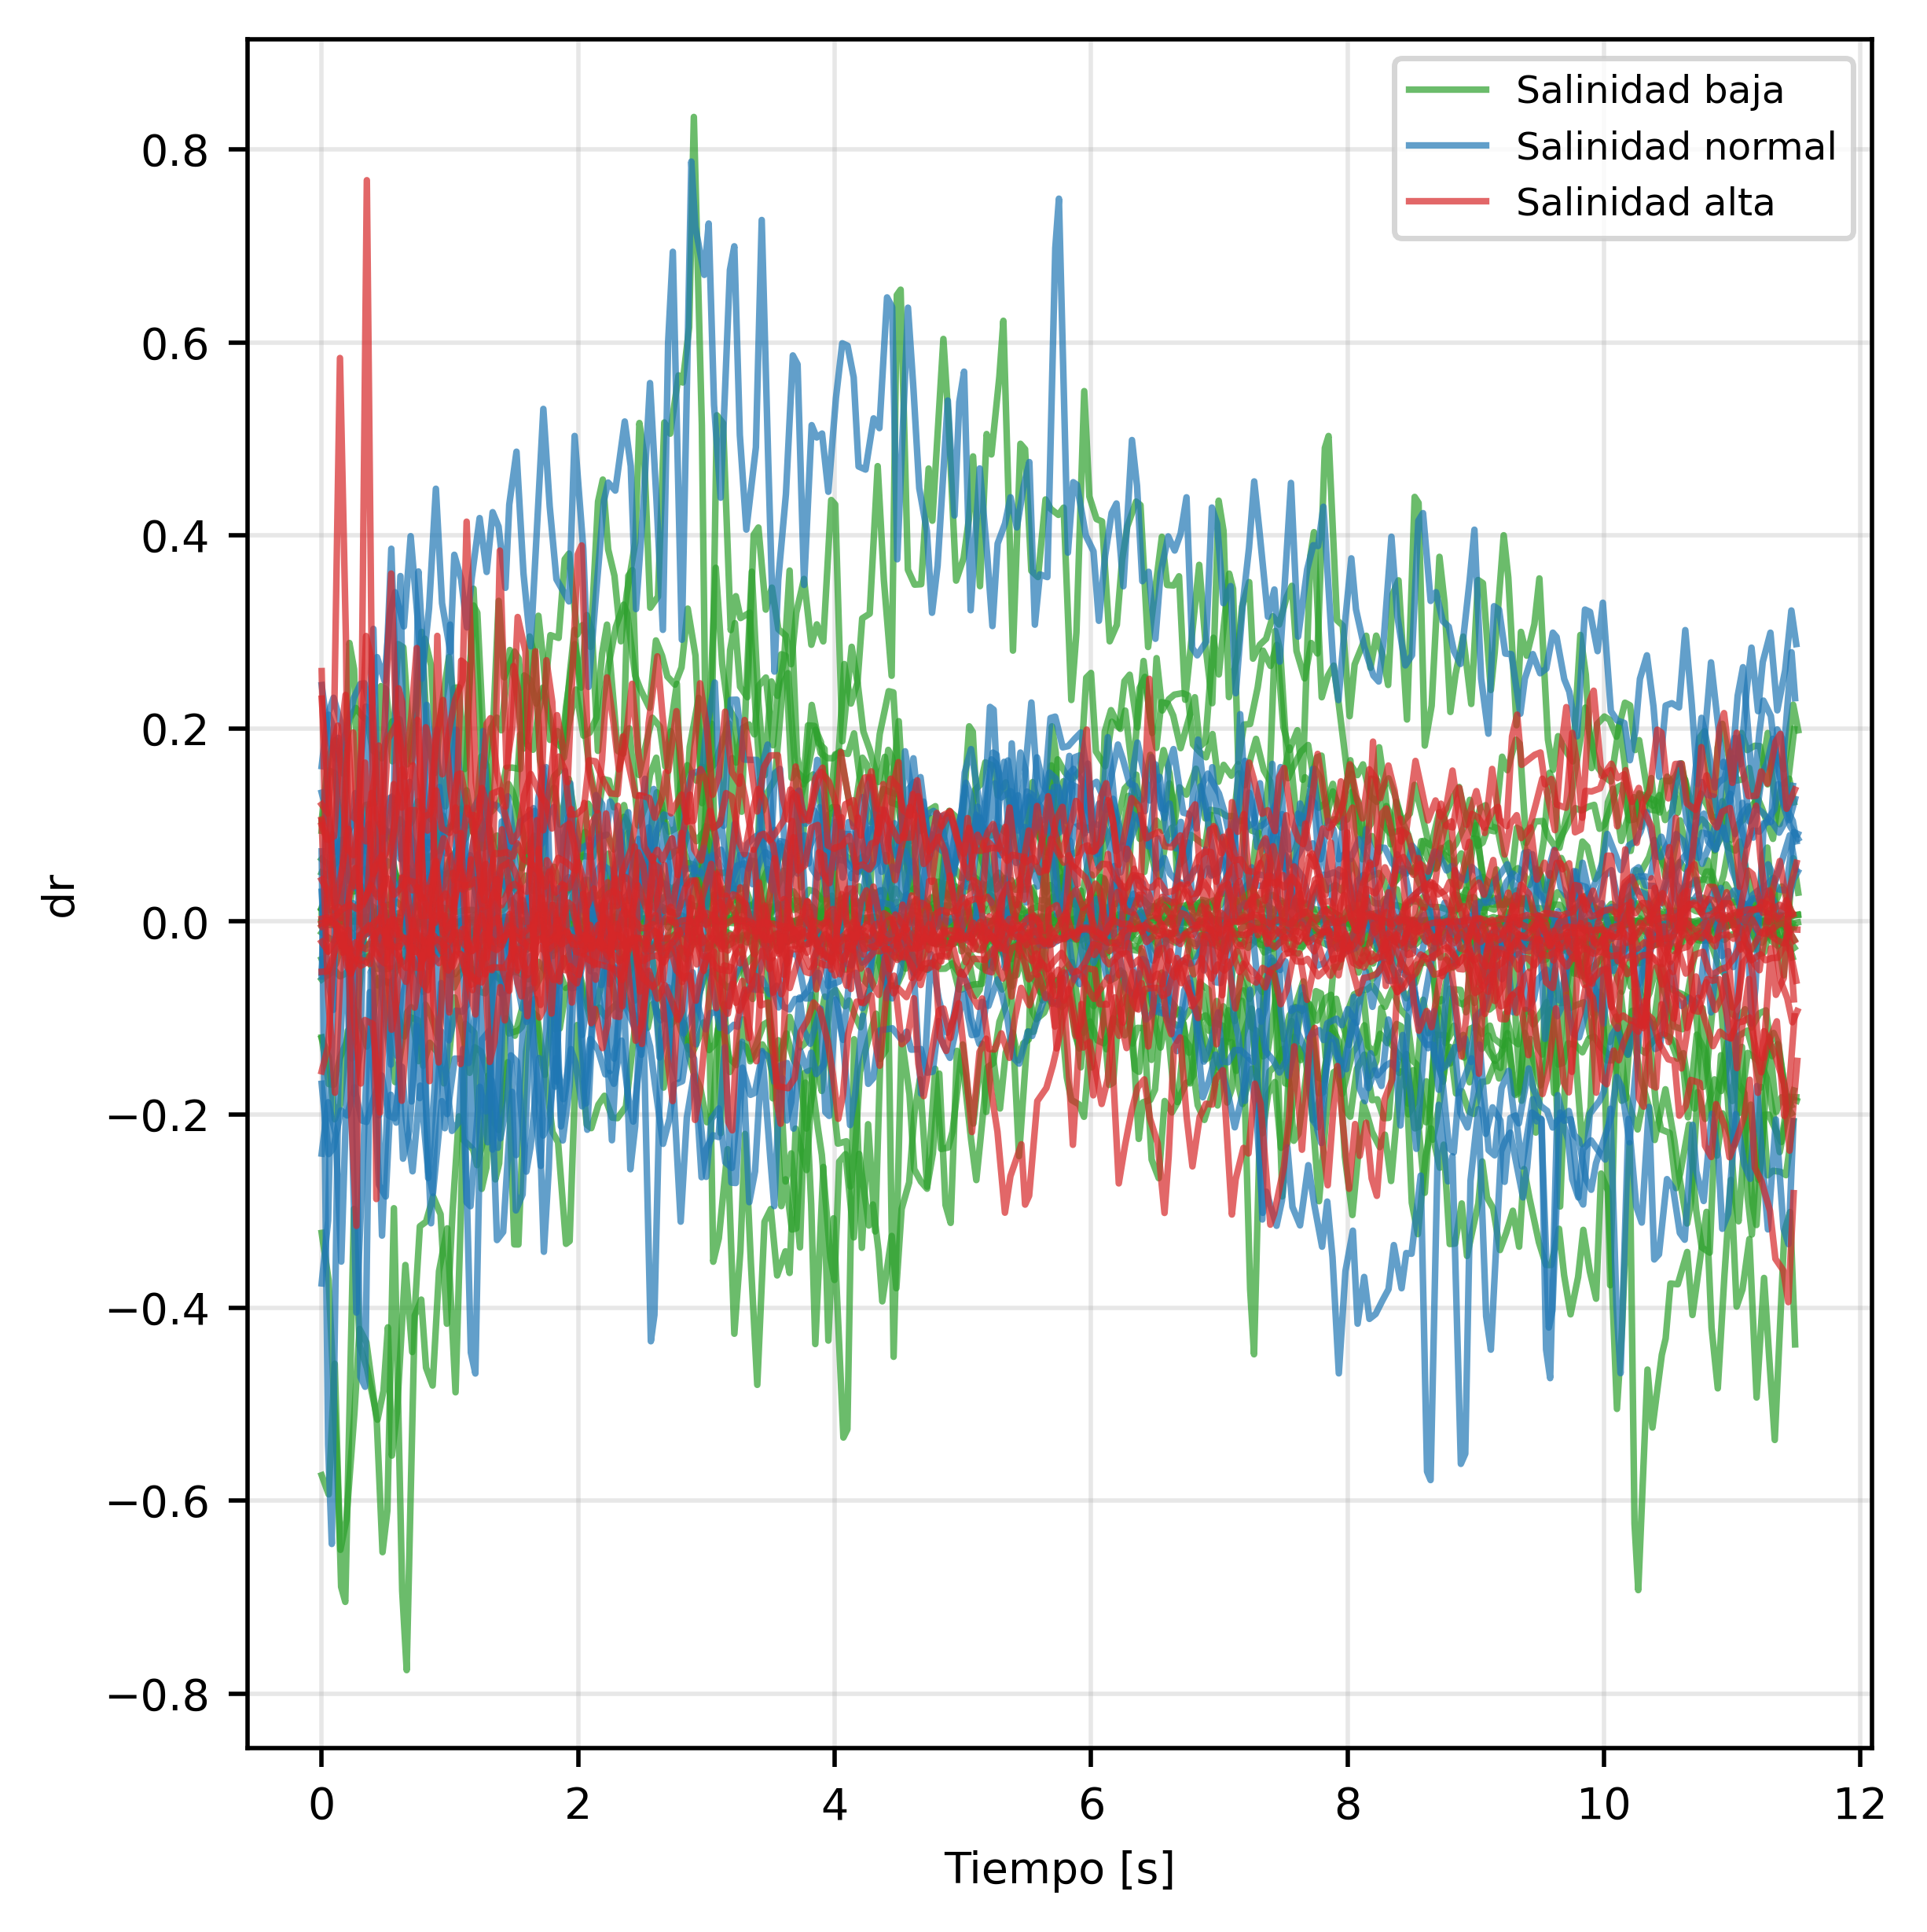 Salinidad baja
Salinidad normal
Salinidad alta
0.8
0.6
0.4
0.2
0.0
−0.2
−0.4
−0.6
−0.8
dr
0 2 4 6 8 10 12
Tiempo [s]